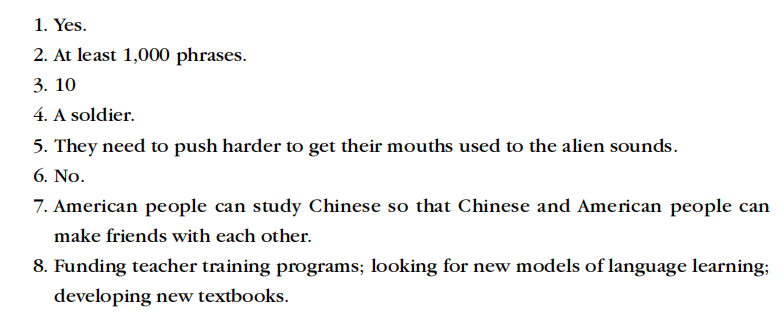 1. Yes.
2. At least 1,000 phrases.
3. 10
4. A soldier.
5. They need to push harder to get their mouths used to the alien sounds.
6. No.
7. American people can study Chinese so that Chinese and American people can
make friends with each other.
8. Funding teacher training programs; looking for new models of language learning;
developing new textbooks.